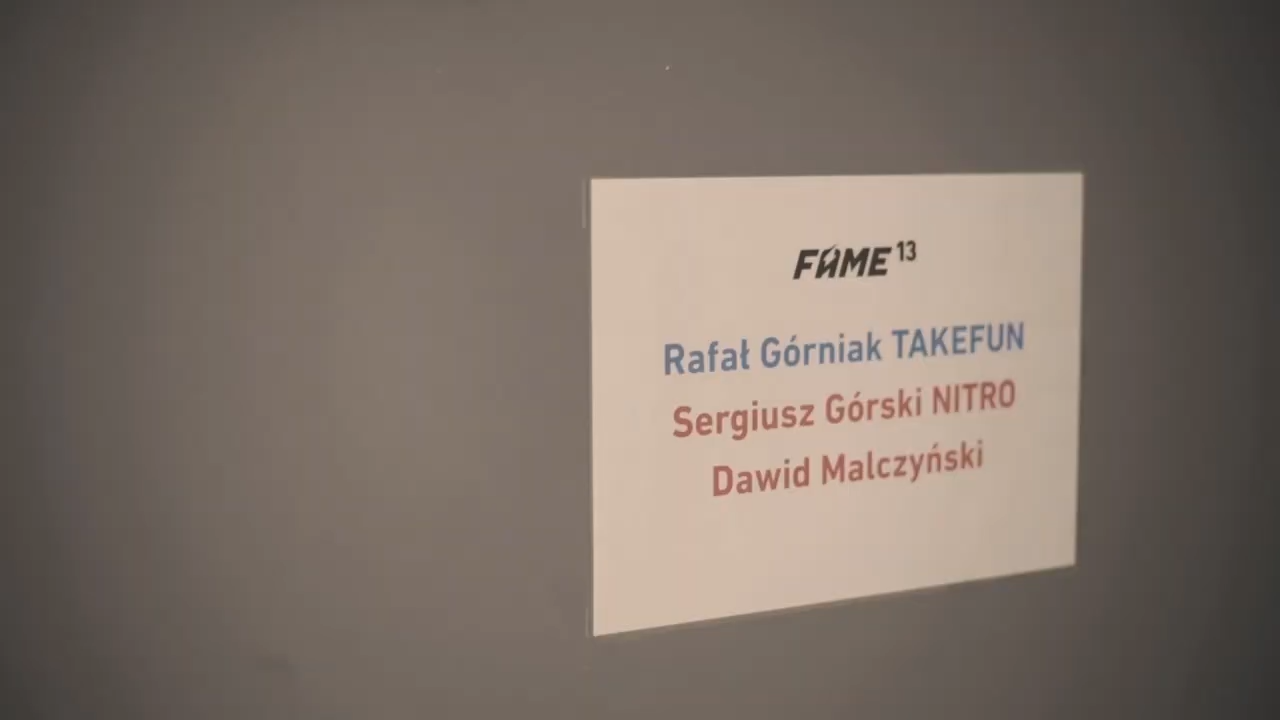 FAME 13
Rafał Górniak TAKEFUN
Sergiusz Górski NITRO
Dawid Malczyński